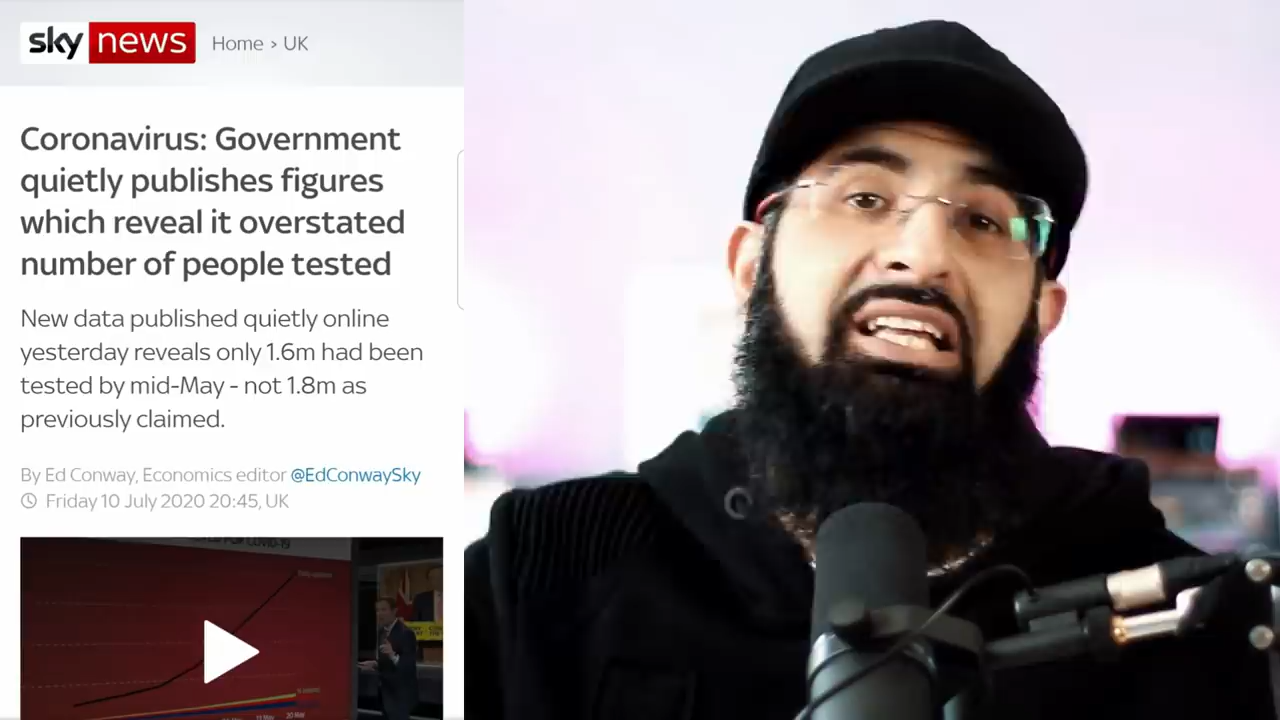 sky news
Home > UK
Coronavirus: Government
quietly publishes figures
which reveal it overstated
number of people tested
New data published quietly online
yesterday reveals only 1.6m had been
tested by mid-May - not 1.8m as
previously claimed.
By Ed Conway, Economics editor @EdConwaySky
Friday 10 July 2020 20:45, UK
20 May